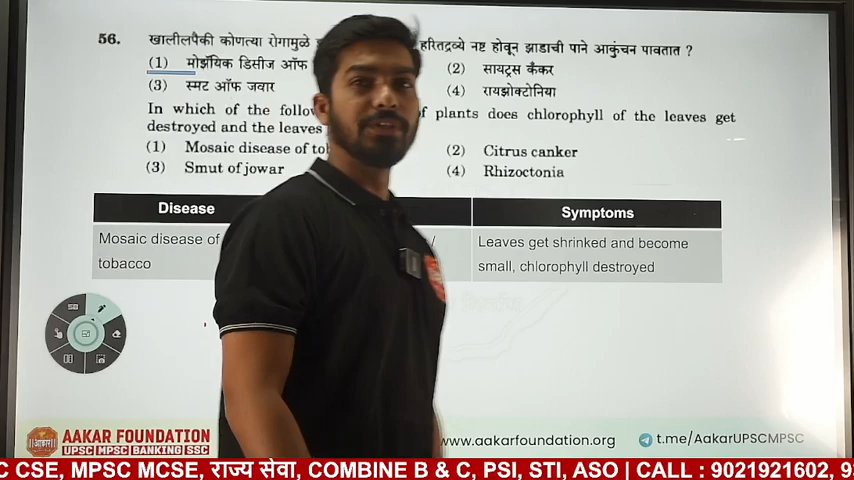 56. खालीलपैकी कोणत्या रोगामुळे हरितद्रव्ये नष्ट होवून झाडाची पाने आकुंचन पावतात ?
(1) मोझॅयिक डिसीज ऑफ (2) सायट्रस कँकर
(3) स्मट ऑफ जवार (4) रायझोक्टोनिया
In which of the of plants does chlorophyll of the leaves get
destroyed and the leaves
(1) Mosaic disease of (2) Citrus canker
(3) Smut of jowar (4) Rhizoctonia
Disease Symptoms
Mosaic disease of Leaves get shrinked and become
tobacco small, chlorophyll destroyed
||आकार|| AAKAR FOUNDATION www.aakarfoundation.org t.me/AakarUPSCMPSC
UPSC MPSC BANKING SSC
C CSE, MPSC MCSE, राज्य सेवा, COMBINE B & C, PSI, STI, ASO | CALL : 9021921602, 9